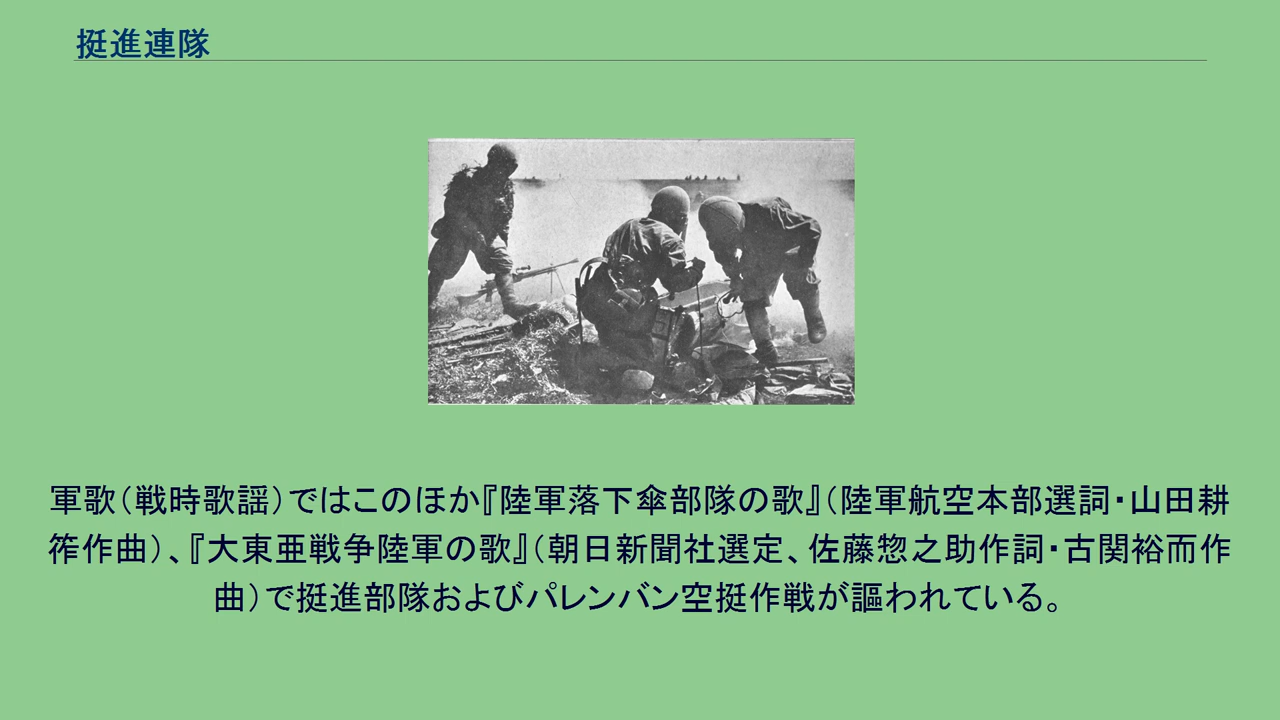 挺進連隊
軍歌（戦時歌謡）ではこのほか『陸軍落下傘部隊の歌』（陸軍航空本部選詞・山田耕
筰作曲）、『大東亜戦争陸軍の歌』（朝日新聞社選定、佐藤惣之助作詞・古関裕而作
曲）で挺進部隊およびパレンバン空挺作戦が謳われている。